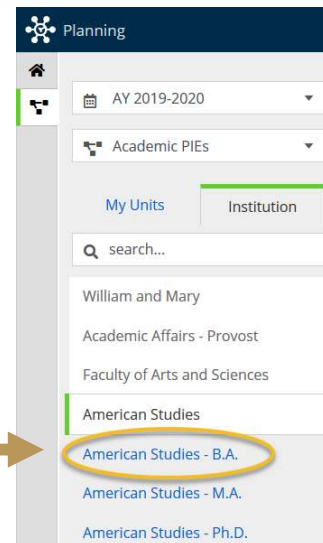 Planning
AY 2019-2020
Academic PIEs
My Units Institution
search...
William and Mary
Academic Affairs - Provost
Faculty of Arts and Sciences
American Studies
American Studies - B.A.
American Studies - M.A.
American Studies - Ph.D.